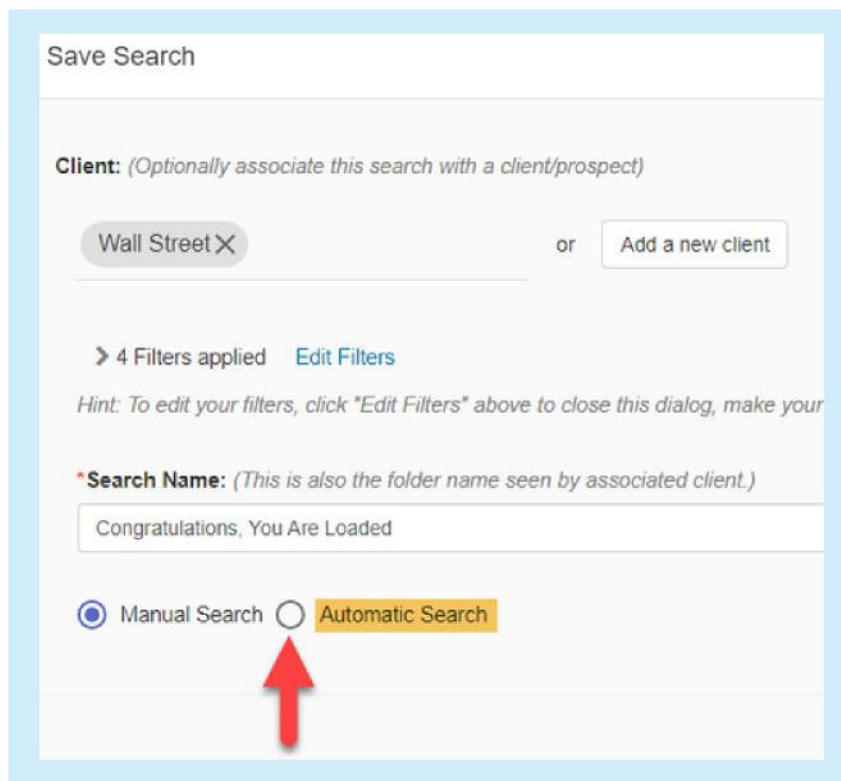 Save Search
Client: (Optionally associate this search with a client/prospect)
Wall Street or Add a new client
4 Filters applied Edit Filters
Hint: To edit your filters, click "Edit Filters" above to close this dialog, make your
*Search Name: (This is also the folder name seen by associated client.)
Congratulations, You Are Loaded
Manual Search Automatic Search